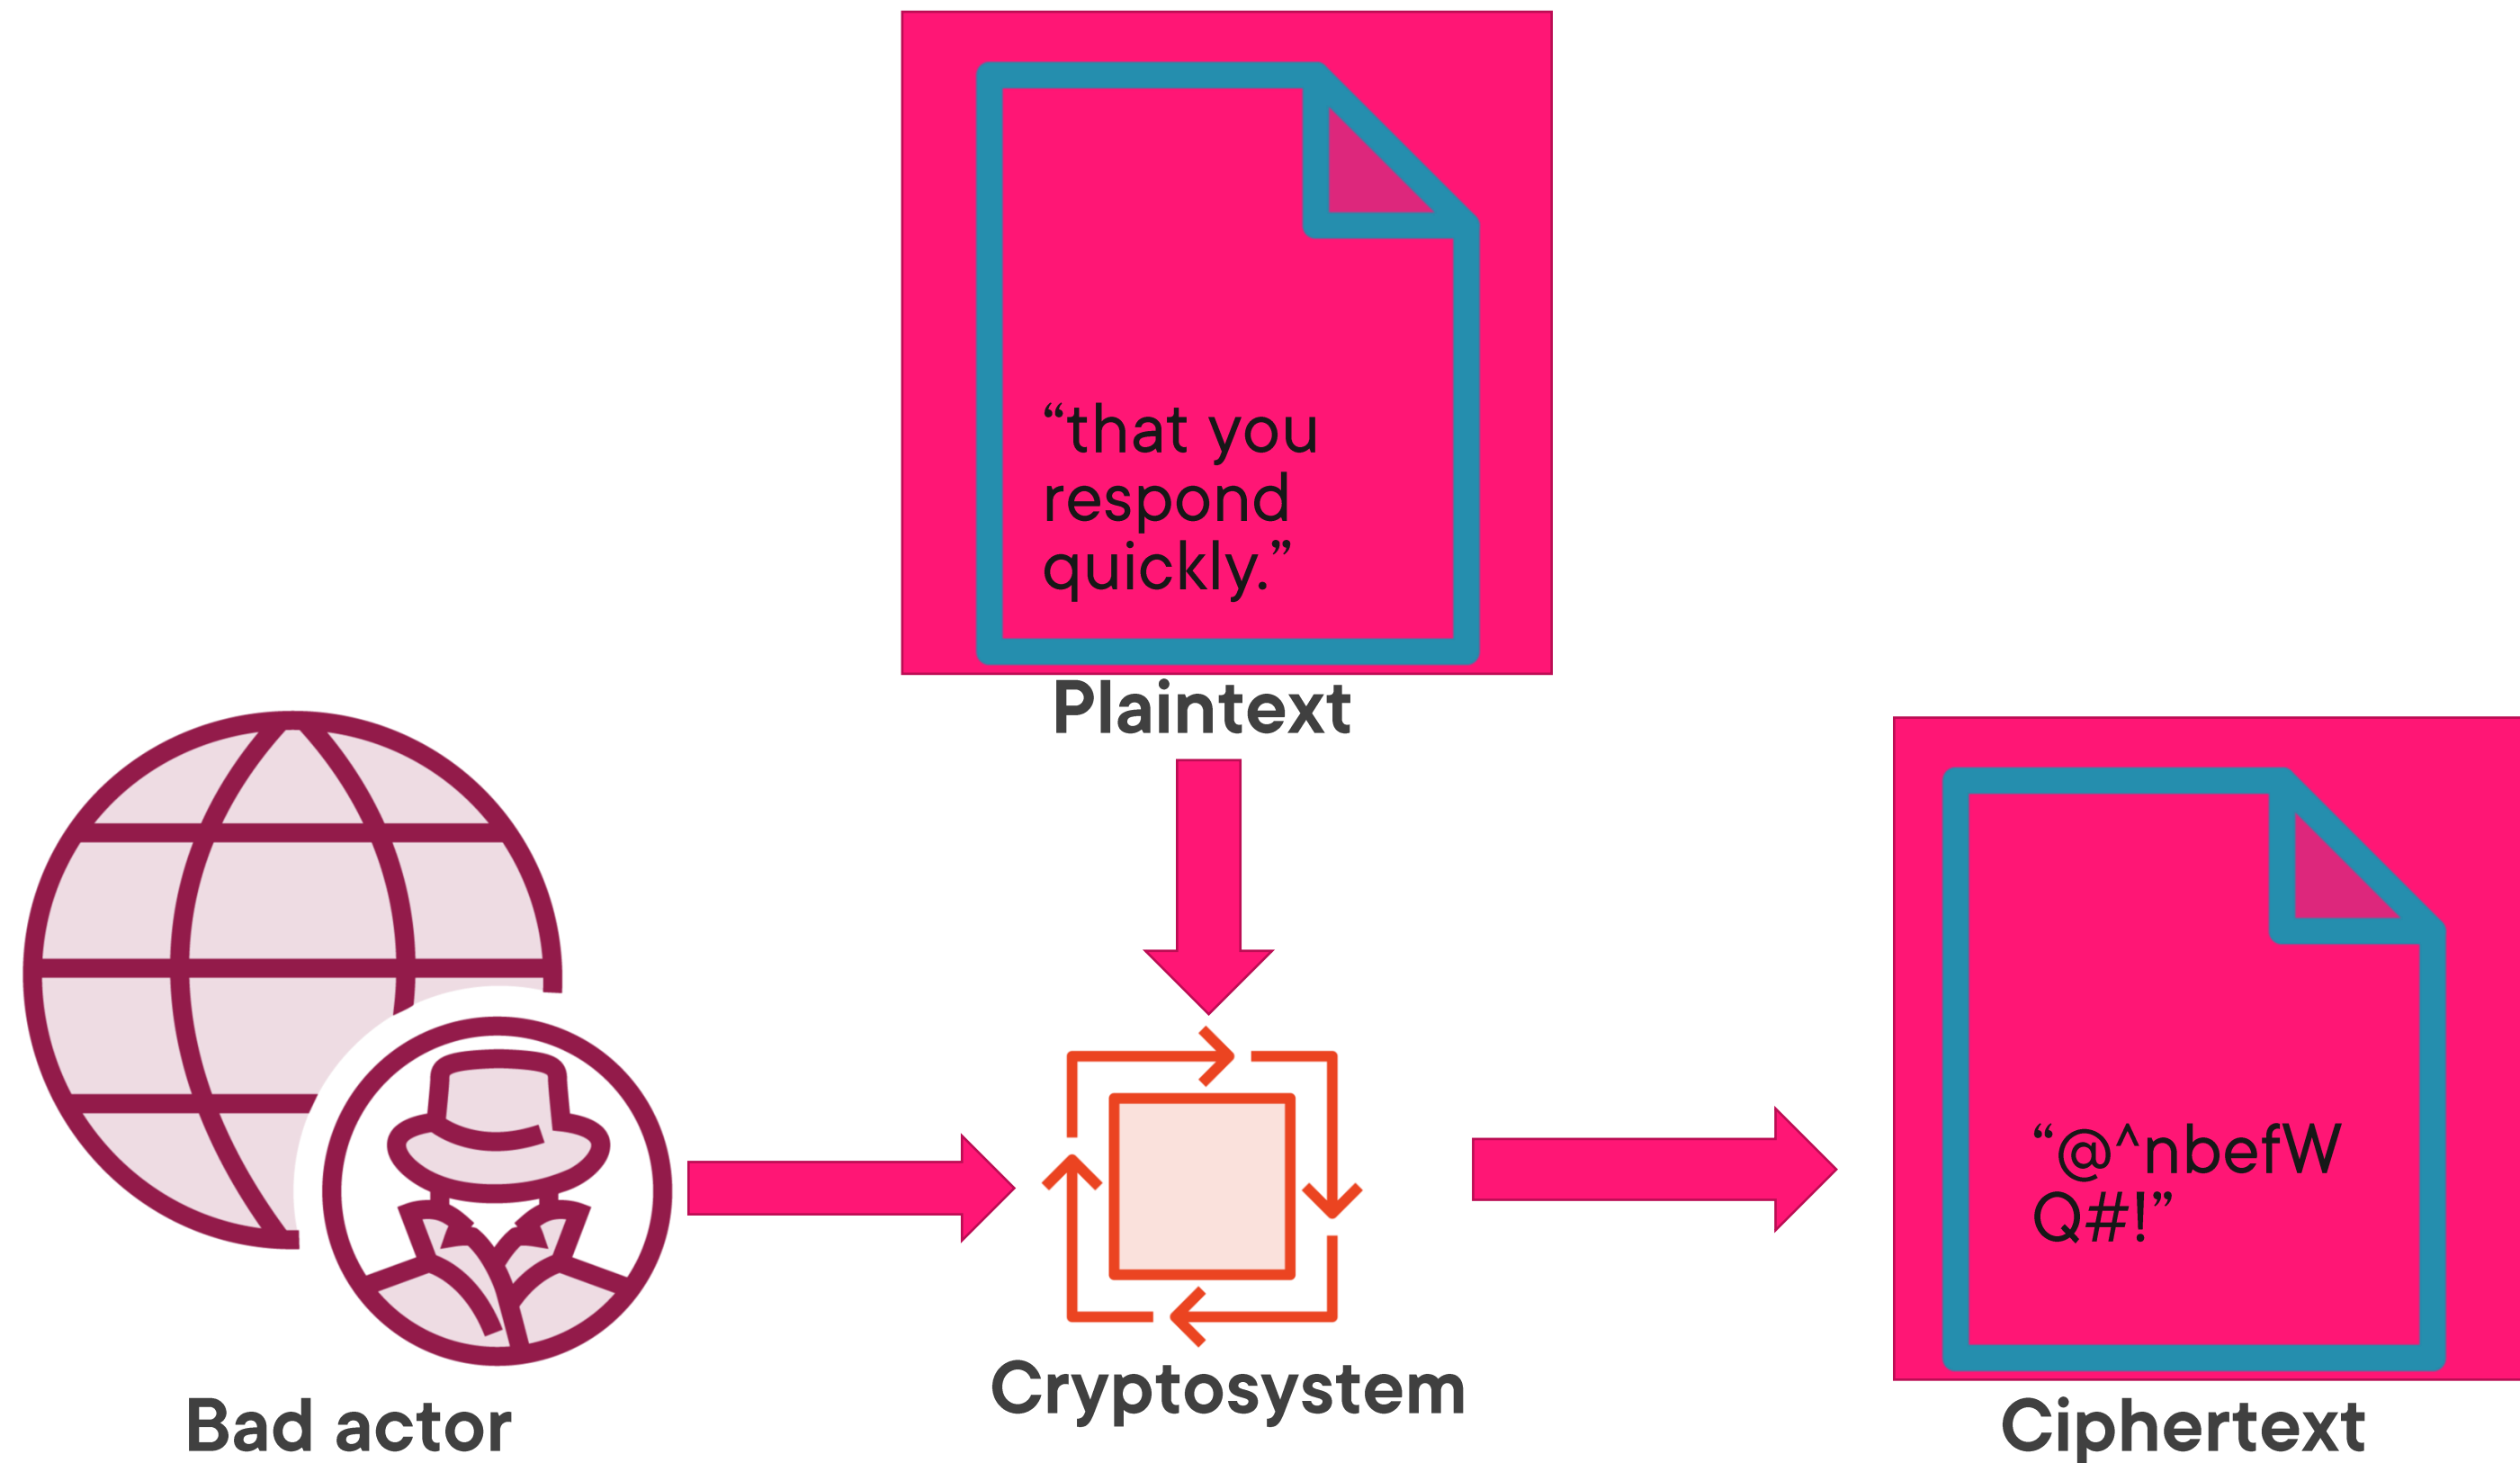 “that you
respond
quickly.”
Plaintext
“@^nbefW
Q#!”
Cryptosystem
Bad actor
Ciphertext